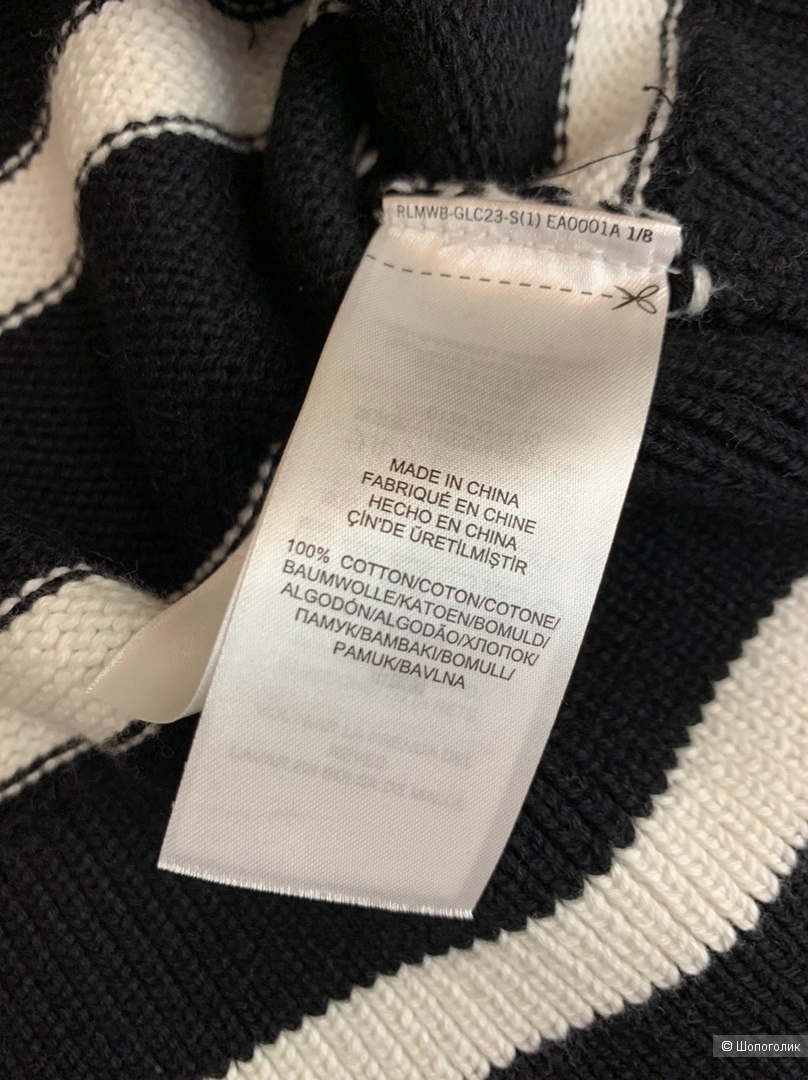 RLMWB-GLC23-S(1) EA0001A 1/8
MADE IN CHINA
FABRIQUÉ EN CHINE
HECHO EN CHINA
ÇİN'DE ÜRETİLMİŞTİR
100% COTTON/COTON/COTONE/
BAUMWOLLE/KATOEN/BOMULD/
ALGODÓN/ALGODÃO/ХЛОПОК/
ПАМУК/BAMBAKI/BOMULL/
PAMUK/BAVLNA
© Шопоголик